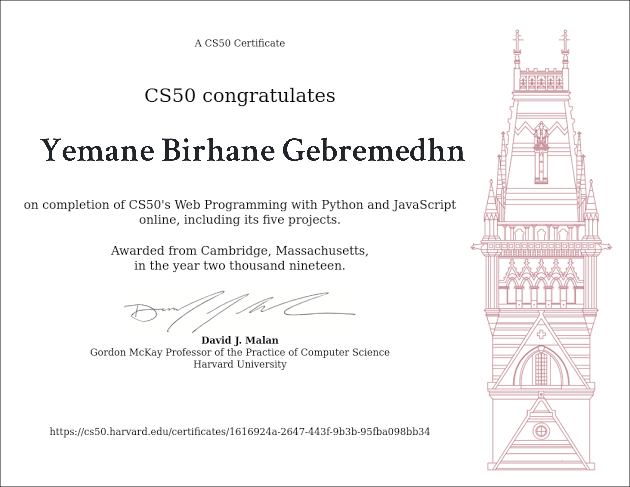 A CS50 Certificate
CS50 congratulates
Yemane Birhane Gebremedhn
on completion of CS50's Web Programming with Python and JavaScript
online, including its five projects.
Awarded from Cambridge, Massachusetts,
in the year two thousand nineteen.
David J. Malan
Gordon McKay Professor of the Practice of Computer Science
Harvard University
https://cs50.harvard.edu/certificates/1616924a-2647-443f-9b3b-95fba098bb34